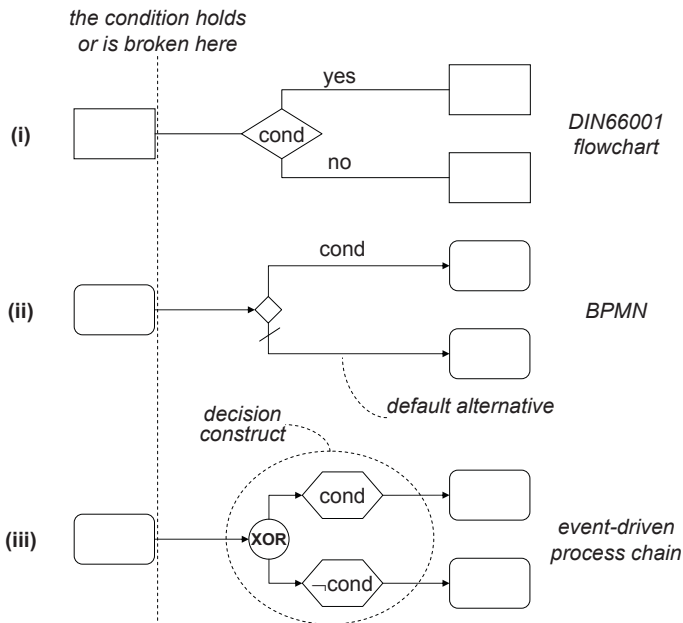 the condition holds
or is broken here
yes
(i)
cond
DIN66001
flowchart
no
cond
(ii)
BPMN
default alternative
decision
construct
cond
(iii)
XOR
event-driven
process chain
¬cond